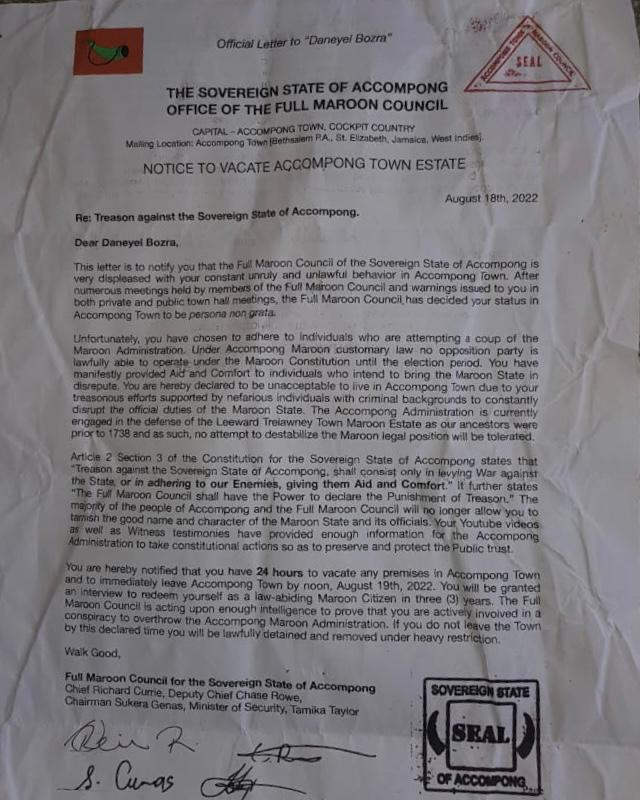 Official Letter to "Daneyel Bozra"
ACCOMPONG TOWN MAROON COUNCIL
SEAL
THE SOVEREIGN STATE OF ACCOMPONG
OFFICE OF THE FULL MAROON COUNCIL
CAPITAL – ACCOMPONG TOWN, COCKPIT COUNTRY
Mailing Location: Accompong Town [Bethsalem P.A., St. Elizabeth, Jamaica, West Indies].
NOTICE TO VACATE ACCOMPONG TOWN ESTATE
August 18th, 2022
Re: Treason against the Sovereign State of Accompong.
Dear Daneyel Bozra,
This letter is to notify you that the Full Maroon Council of the Sovereign State of Accompong is
very displeased with your constant unruly and unlawful behavior in Accompong Town. After
numerous meetings held by members of the Full Maroon Council and warnings issued to you in
both private and public town hall meetings, the Full Maroon Council has decided your status in
Accompong Town to be persona non grata.
Unfortunately, you have chosen to adhere to individuals who are attempting a coup of the
Maroon Administration. Under Accompong Maroon customary law no opposition party is
lawfully able to operate under the Maroon Constitution until the election period. You have
manifestly provided Aid and Comfort to individuals who intend to bring the Maroon State in
disrepute. You are hereby declared to be unacceptable to live in Accompong Town due to your
treasonous efforts supported by nefarious individuals with criminal backgrounds to constantly
disrupt the official duties of the Maroon State. The Accompong Administration is currently
engaged in the defense of the Leeward Trelawney Town Maroon Estate as our ancestors were
prior to 1738 and as such, no attempt to destabilize the Maroon legal position will be tolerated.
Article 2 Section 3 of the Constitution for the Sovereign State of Accompong states that
"Treason against the Sovereign State of Accompong, shall consist only in levying War against
the State, or in adhering to our Enemies, giving them Aid and Comfort." It further states
"The Full Maroon Council shall have the Power to declare the Punishment of Treason." The
majority of the people of Accompong and the Full Maroon Council will no longer allow you to
tarnish the good name and character of the Maroon State and its officials. Your Youtube videos
as well as Witness testimonies have provided enough information for the Accompong
Administration to take constitutional actions so as to preserve and protect the Public trust.
You are hereby notified that you have 24 hours to vacate any premises in Accompong Town
and to immediately leave Accompong Town by noon, August 19th, 2022. You will be granted
an interview to redeem yourself as a law-abiding Maroon Citizen in three (3) years. The Full
Maroon Council is acting upon enough intelligence to prove that you are actively involved in a
conspiracy to overthrow the Accompong Maroon Administration. If you do not leave the Town
by this declared time you will be lawfully detained and removed under heavy restriction.
Walk Good,
Full Maroon Council for the Sovereign State of Accompong
Chief Richard Currie, Deputy Chief Chase Rowe,
Chairman Sukera Genas, Minister of Security, Tamika Taylor
SOVEREIGN STATE
SEAL
OF ACCOMPONG